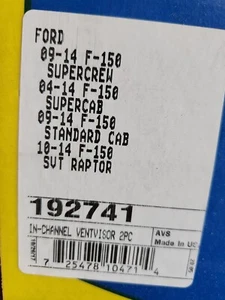 FORD
09-14 F-150
SUPERCREW
04-14 F-150
SUPERCAB
09-14 F-150
STANDARD CAB
10-14 F-150
SVT RAPTOR
192741
IN-CHANNEL VENTVISOR 2PC
AVS
Made in US
7 25478 10471 4